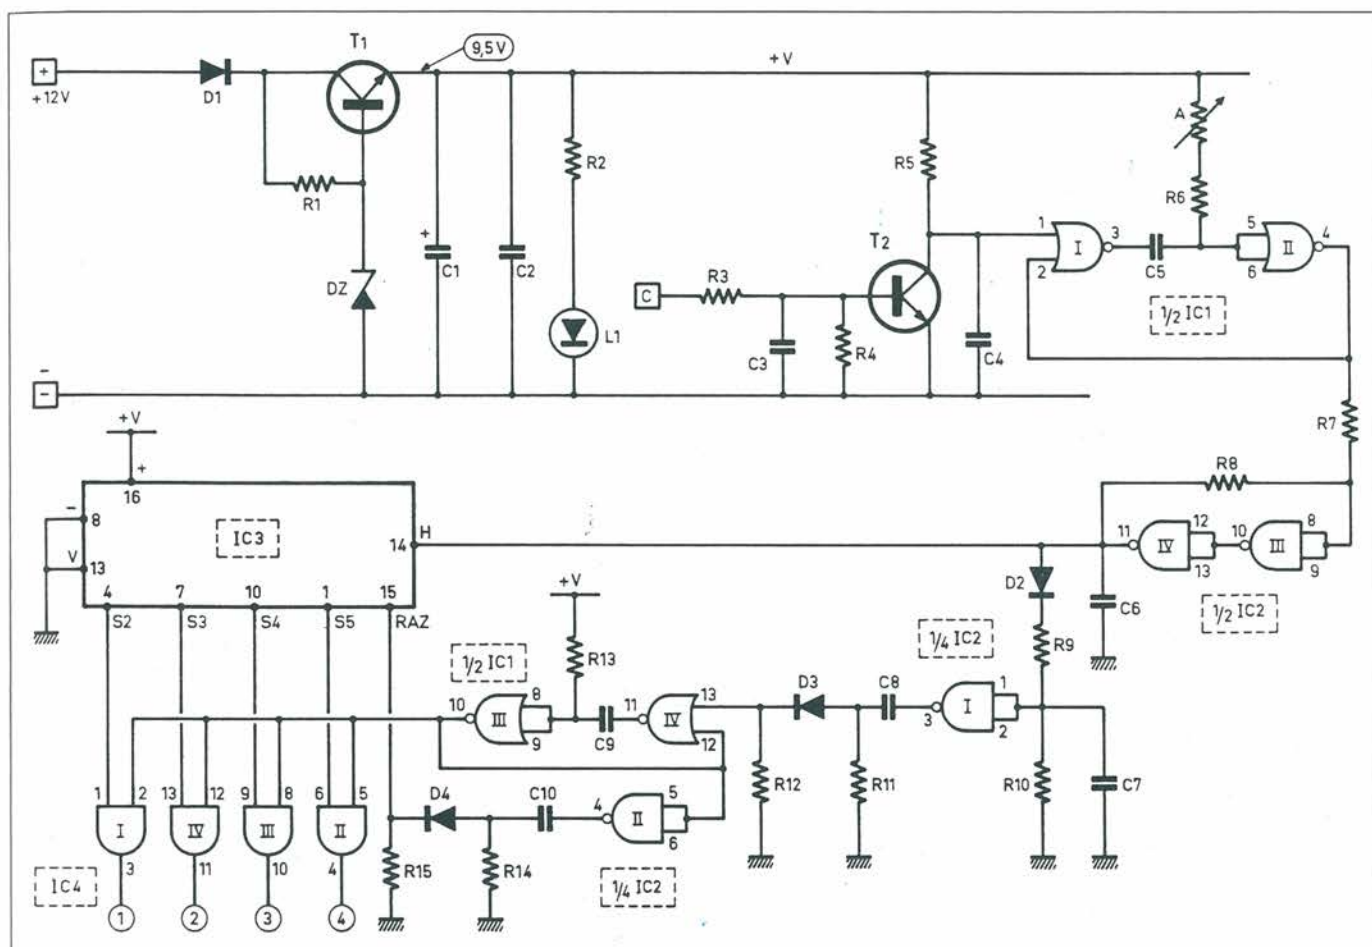 T1
9,5 V
+V
+
+12V
D1
R1
DZ
+
C1
C2
R2
L1
C
R3
C3
R4
T2
R5
C4
A
R6
1
2
I
3
C5
5
6
II
4
1/2 IC1
R7
-
-
+V
+
16
-
8
V
13
IC3
14
H
4
7
10
1
15
S2
S3
S4
S5
RAZ
R8
11
IV
12
13
10
III
8
9
1/2 IC2
C6
D2
R9
1/4 IC2
+V
R13
1/2 IC1
10
III
8
9
C9
11
IV
13
12
D3
C8
3
I
1
2
R12
R11
R10
C7
1
2
13
12
9
8
6
5
I
IV
III
II
3
11
10
4
D4
C10
4
II
5
6
R15
R14
1/4 IC2
IC4
1
2
3
4